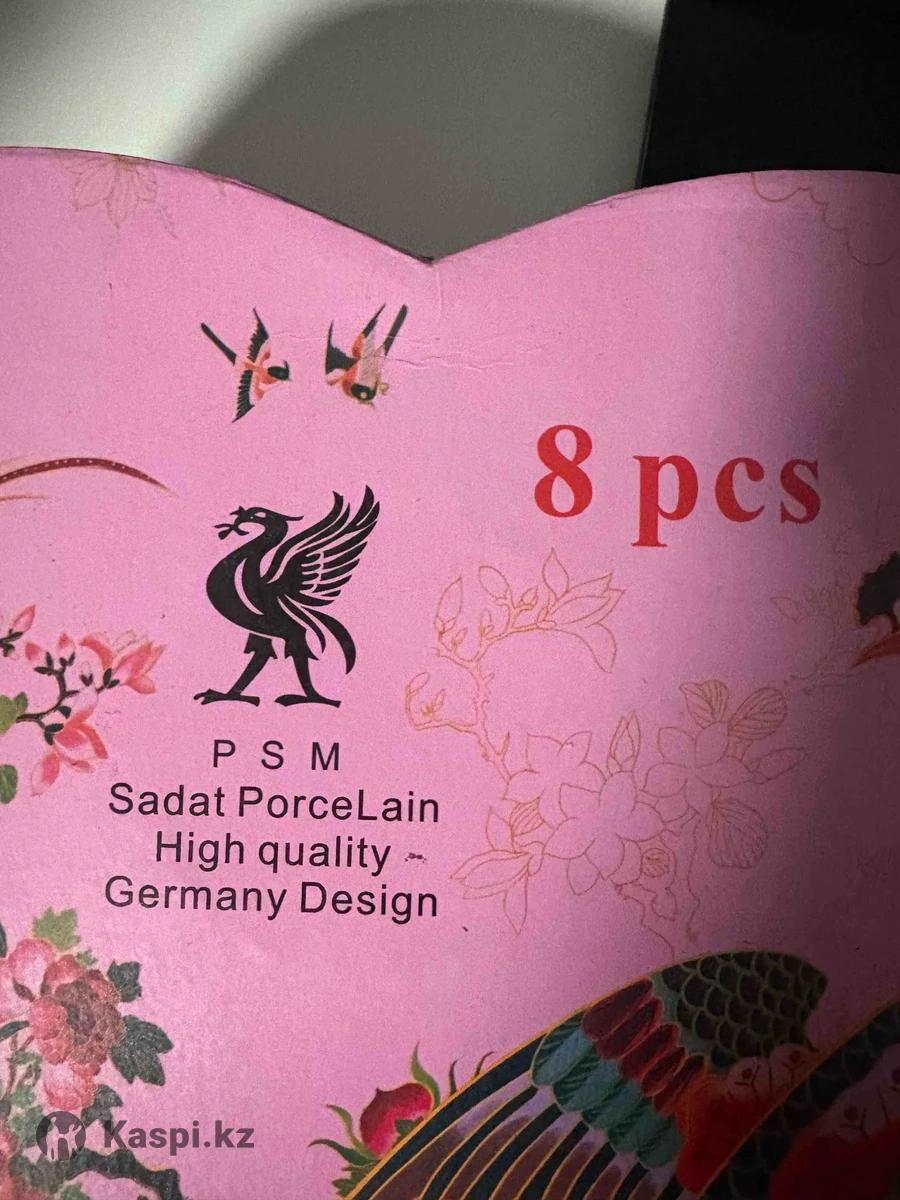 8 pcs
P S M
Sadat PorceLain
High quality
Germany Design
Kaspi.kz